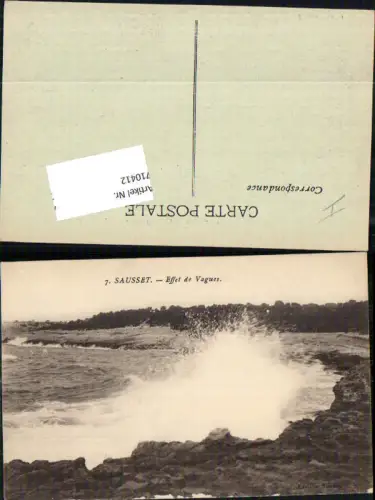 Correspondance
CARTE POSTALE
Artikel Nr.
710412
7. SAUSSET. — Effet de Vagues.